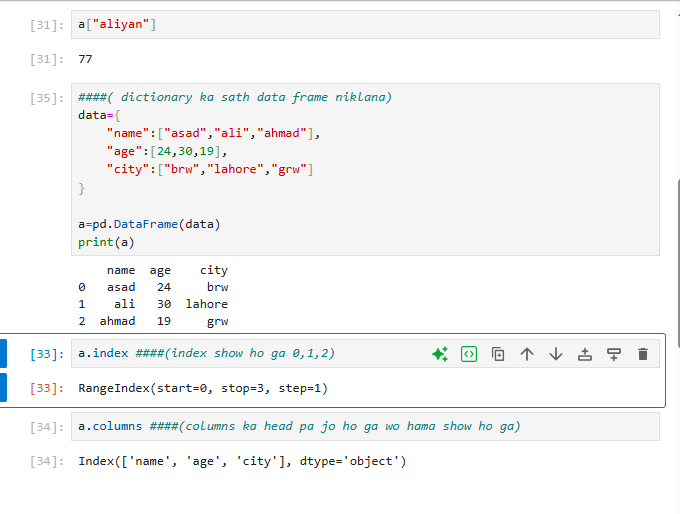 [31]: a["aliyan"]
[31]: 77
[35]: ####( dictionary ka sath data frame niklana)
data={
    "name":["asad","ali","ahmad"],
    "age":[24,30,19],
    "city":["brw","lahore","grw"]
}
a=pd.DataFrame(data)
print(a)
    name  age    city
0   asad   24     brw
1    ali   30  lahore
2  ahmad   19     grw
[33]: a.index ####(index show ho ga 0,1,2)
[33]: RangeIndex(start=0, stop=3, step=1)
[34]: a.columns ####(columns ka head pa jo ho ga wo hama show ho ga)
[34]: Index(['name', 'age', 'city'], dtype='object')